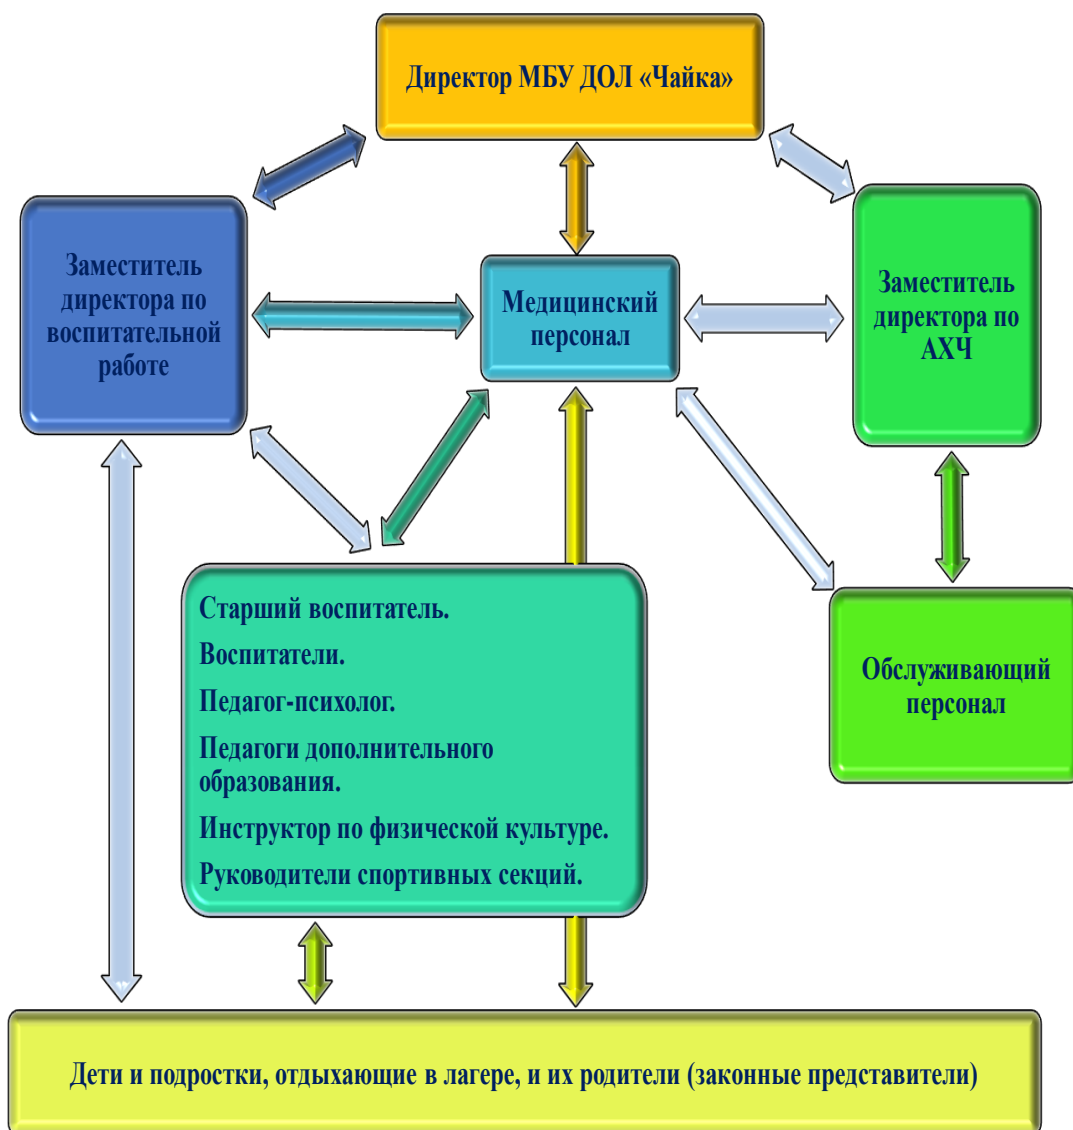 Директор МБУ ДОЛ «Чайка»
Заместитель
директора по
воспитательной
работе
Медицинский
персонал
Заместитель
директора по
АХЧ
Старший воспитатель.
Воспитатели.
Педагог-психолог.
Педагоги дополнительного
образования.
Инструктор по физической культуре.
Руководители спортивных секций.
Обслуживающий
персонал
Дети и подростки, отдыхающие в лагере, и их родители (законные представители)